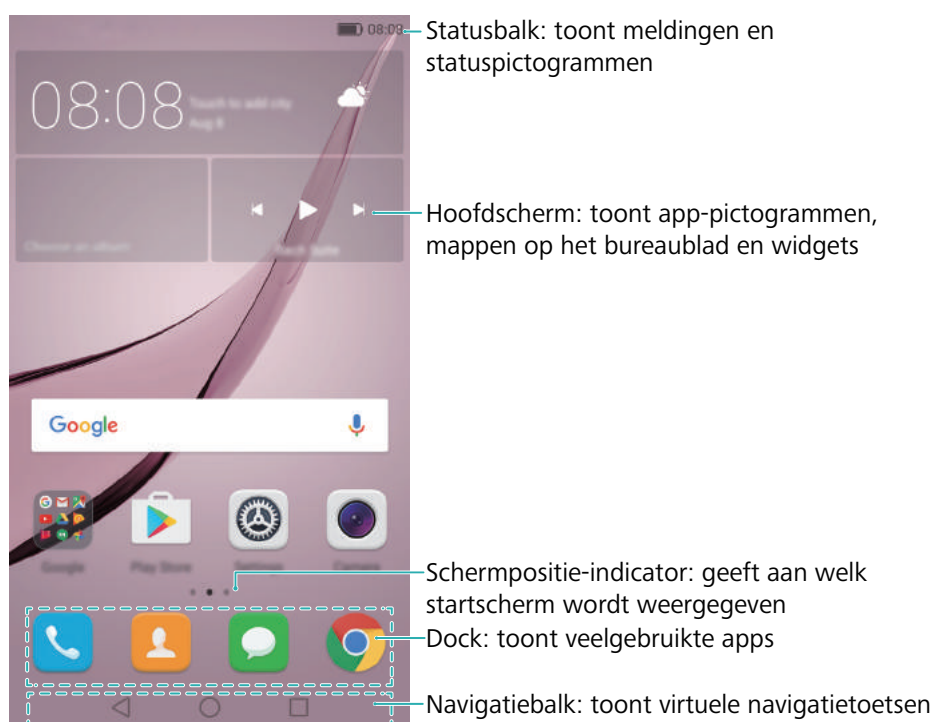 08:08
Statusbalk: toont meldingen en
statuspictogrammen
08:08
Touch to add city
Aug 8
Hoofdscherm: toont app-pictogrammen,
mappen op het bureaublad en widgets
Google
Google
Play Store
Settings
Camera
Schermpositie-indicator: geeft aan welk
startscherm wordt weergegeven
Dock: toont veelgebruikte apps
Navigatiebalk: toont virtuele navigatietoetsen